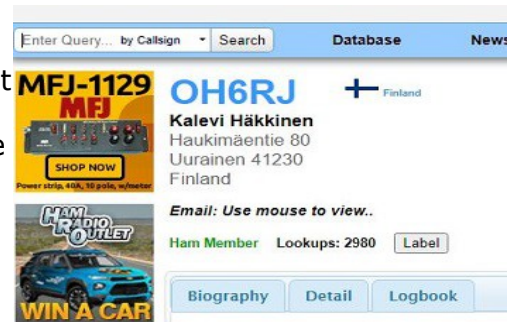 Enter Query... by Callsign Search Database News
t
e
MFJ-1129
MFJ
SHOP NOW
Power strip, 40A, 10 pole, w/meter
HAM RADIO OUTLET
WIN A CAR
OH6RJ Finland
Kalevi Häkkinen
Haukimäentie 80
Uurainen 41230
Finland
Email: Use mouse to view..
Ham Member Lookups: 2980 Label
Biography Detail Logbook